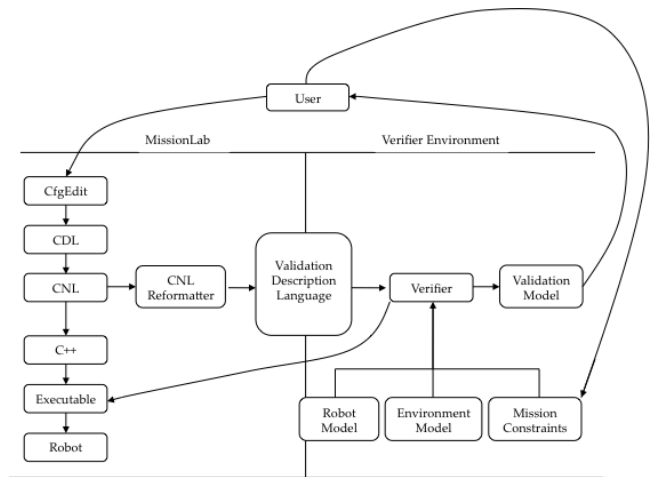 User
MissionLab
Verifier Environment
CfgEdit
CDL
CNL
CNL
Reformatter
Validation
Description
Language
Verifier
Validation
Model
C++
Executable
Robot
Robot
Model
Environment
Model
Mission
Constraints